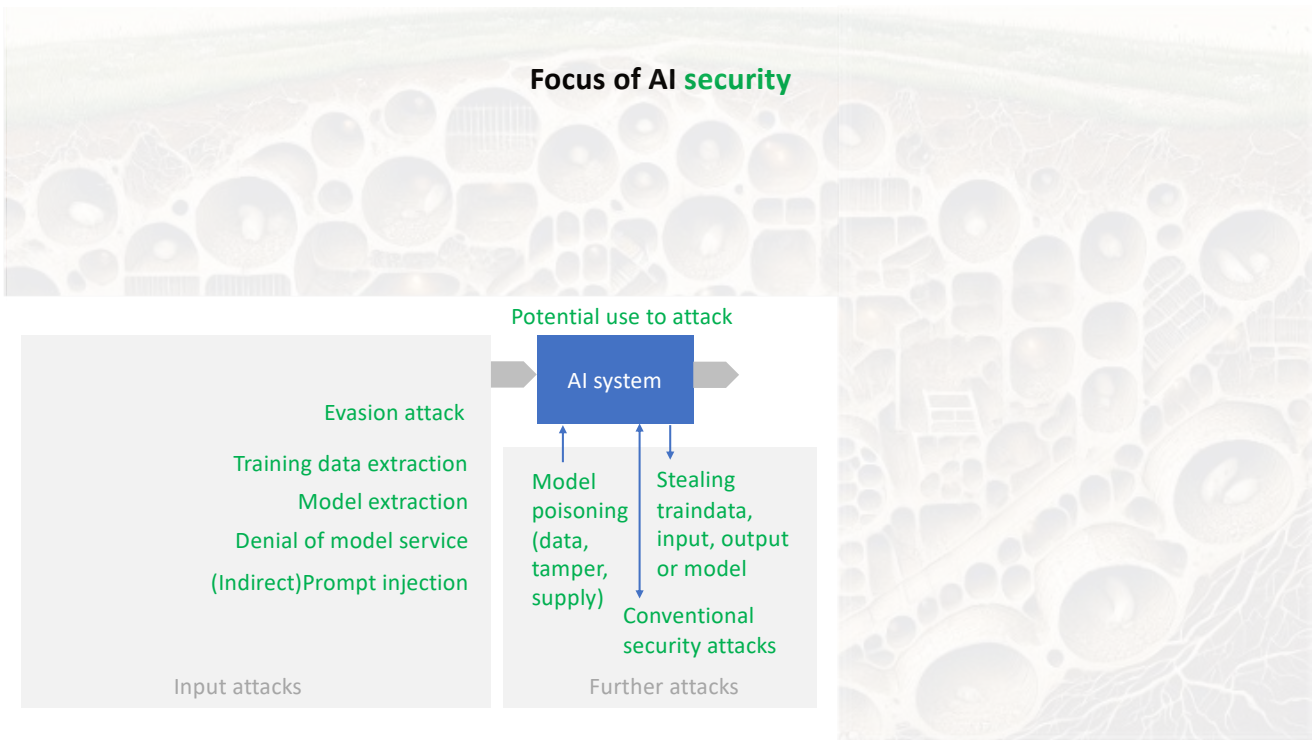 Focus of AI security
Potential use to attack
AI system
Evasion attack
Training data extraction
Model extraction
Denial of model service
(Indirect)Prompt injection
Input attacks
Model
poisoning
(data,
tamper,
supply)
Stealing
traindata,
input, output
or model
Conventional
security attacks
Further attacks